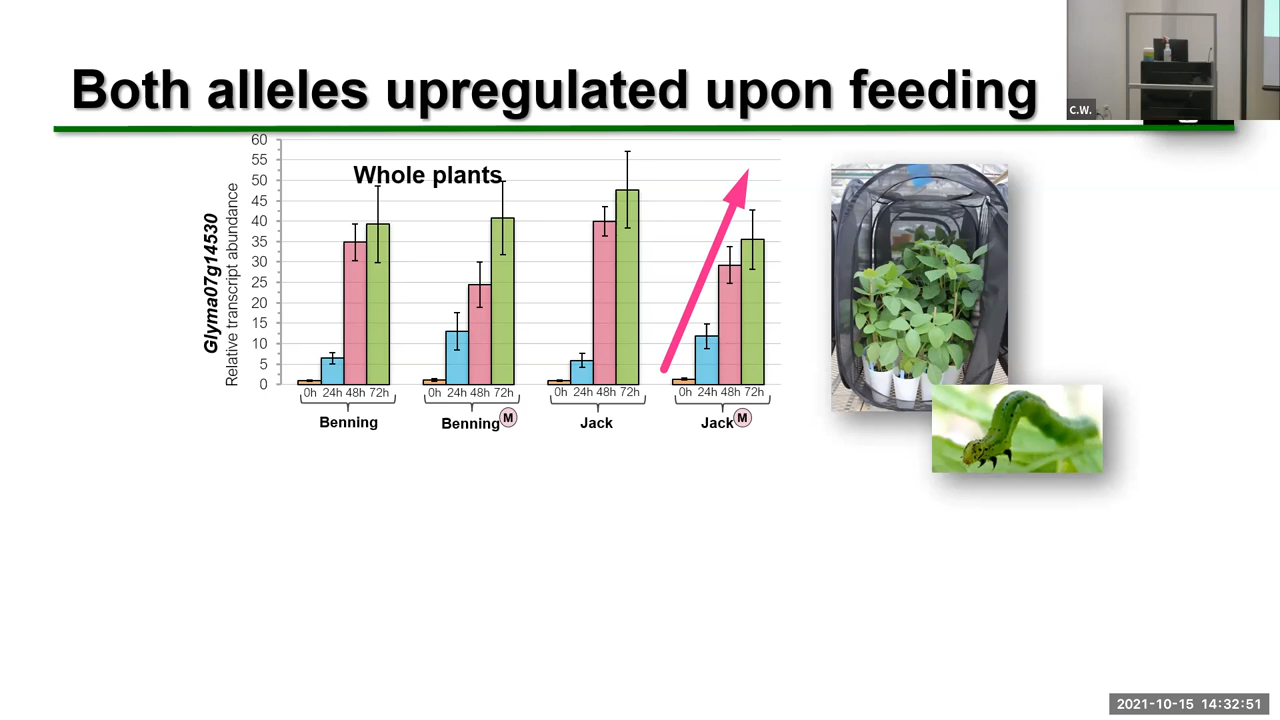 Both alleles upregulated upon feeding
C.W.
Whole plants
Glyma07g14530
Relative transcript abundance
60
55
50
45
40
35
30
25
20
15
10
5
0
0h 24h 48h 72h 0h 24h 48h 72h 0h 24h 48h 72h 0h 24h 48h 72h
Benning Benning M Jack Jack M
2021-10-15 14:32:51